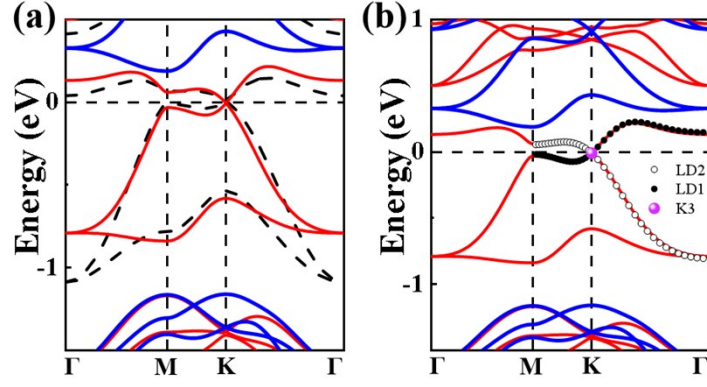 (a)
Energy (eV)
0
-1
Γ
M
K
Γ
(b)
Energy (eV)
1
0
-1
LD2
LD1
K3
Γ
M
K
Γ